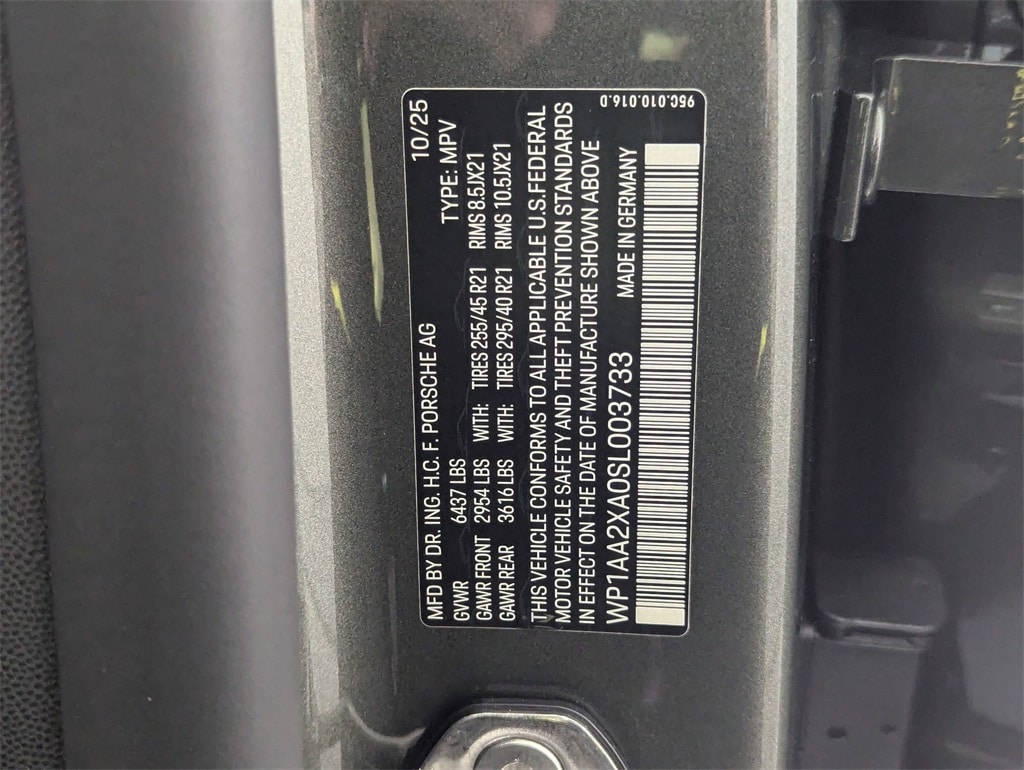 MFD BY DR. ING. H.C. F. PORSCHE AG 10/25
GVWR 6437 LBS TYPE: MPV
GAWR FRONT 2954 LBS WITH: TIRES 255/45 R21 RIMS 8.5JX21
GAWR REAR 3616 LBS WITH: TIRES 295/40 R21 RIMS 10.5JX21
THIS VEHICLE CONFORMS TO ALL APPLICABLE U.S.FEDERAL
MOTOR VEHICLE SAFETY AND THEFT PREVENTION STANDARDS
IN EFFECT ON THE DATE OF MANUFACTURE SHOWN ABOVE
WP1AA2XA0SL003733 MADE IN GERMANY
95C.010.016.D